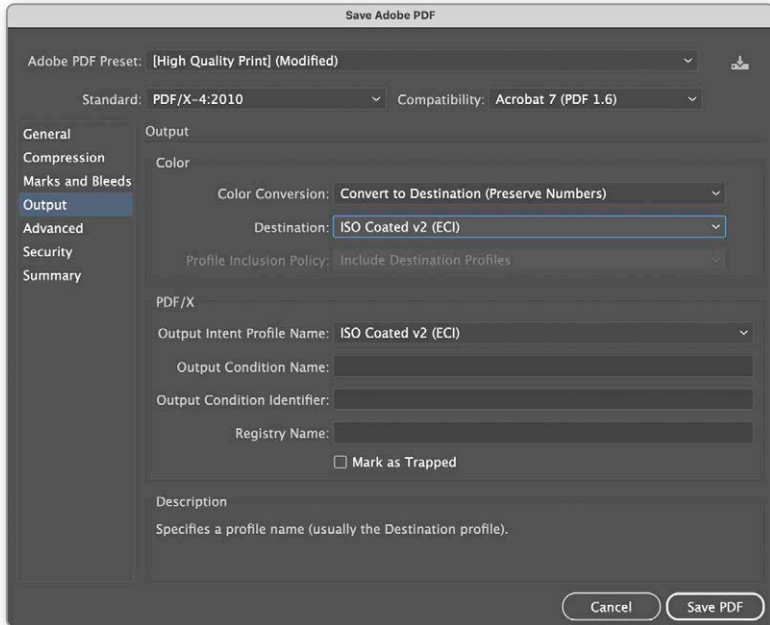 Save Adobe PDF
Adobe PDF Preset: [High Quality Print] (Modified)
Standard: PDF/X-4:2010 Compatibility: Acrobat 7 (PDF 1.6)
General
Compression
Marks and Bleeds
Output
Advanced
Security
Summary
Output
Color
Color Conversion: Convert to Destination (Preserve Numbers)
Destination: ISO Coated v2 (ECI)
Profile Inclusion Policy: Include Destination Profiles
PDF/X
Output Intent Profile Name: ISO Coated v2 (ECI)
Output Condition Name:
Output Condition Identifier:
Registry Name:
Mark as Trapped
Description
Specifies a profile name (usually the Destination profile).
Cancel Save PDF